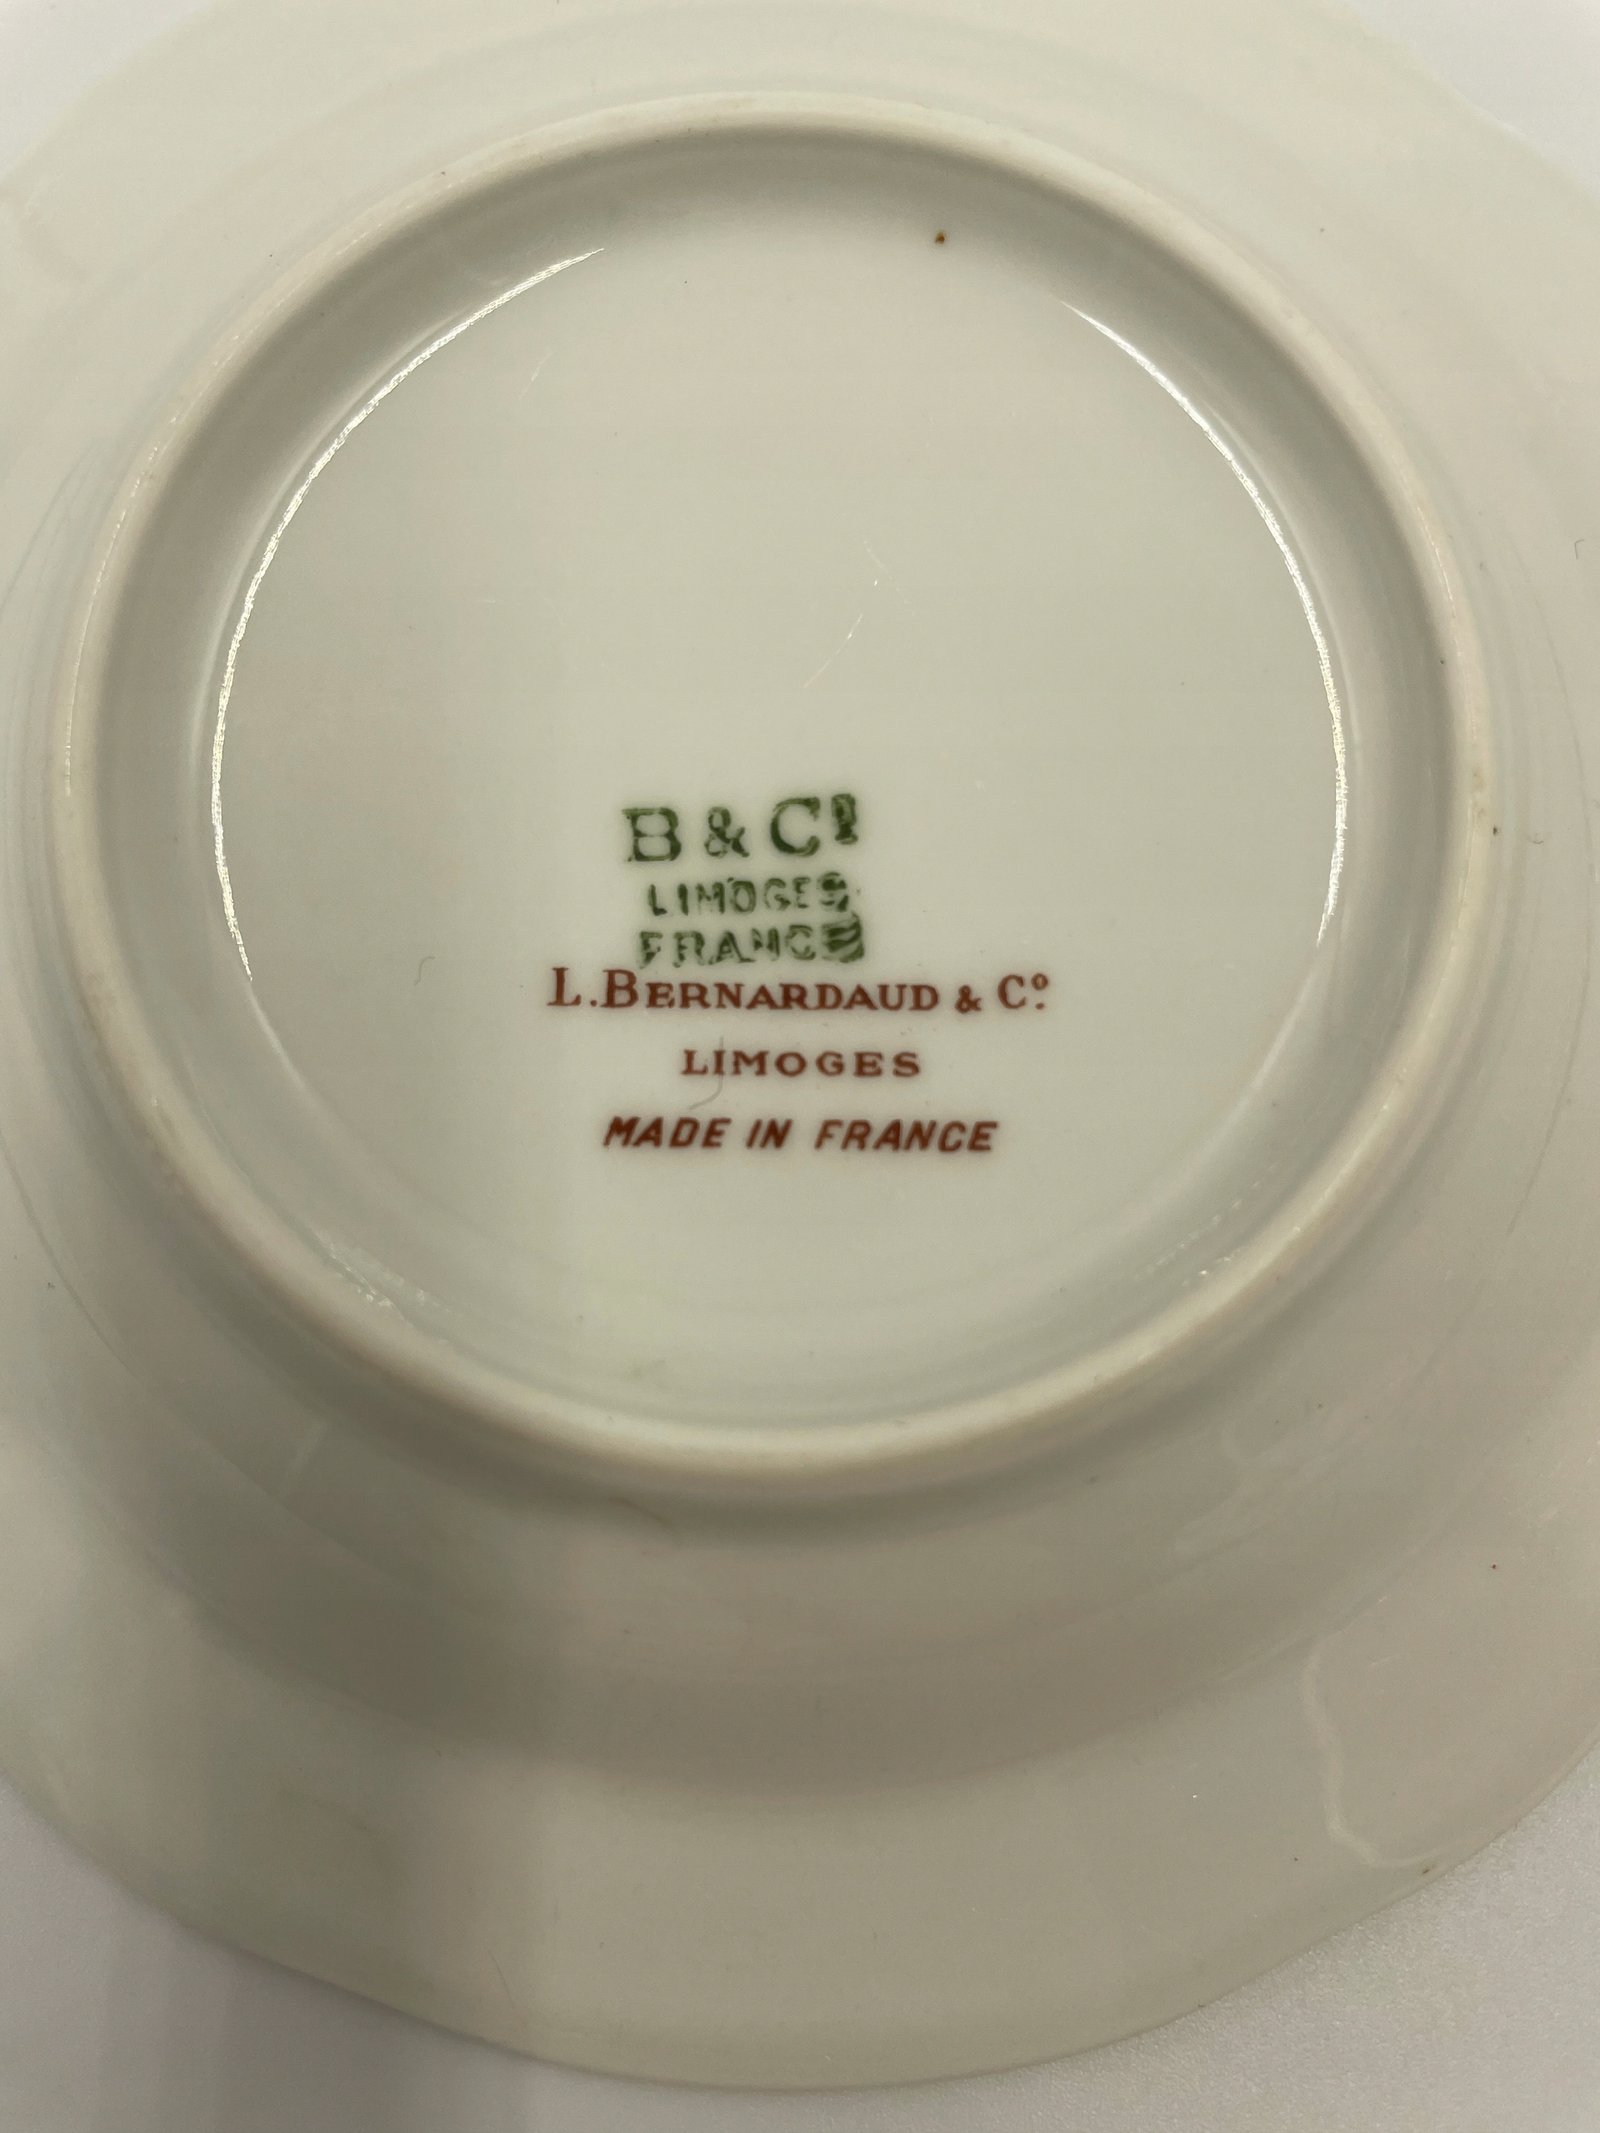 B & Cⁱᵉ
LIMOGES
FRANCE
L. BERNARDAUD & Cº.
LIMOGES
MADE IN FRANCE